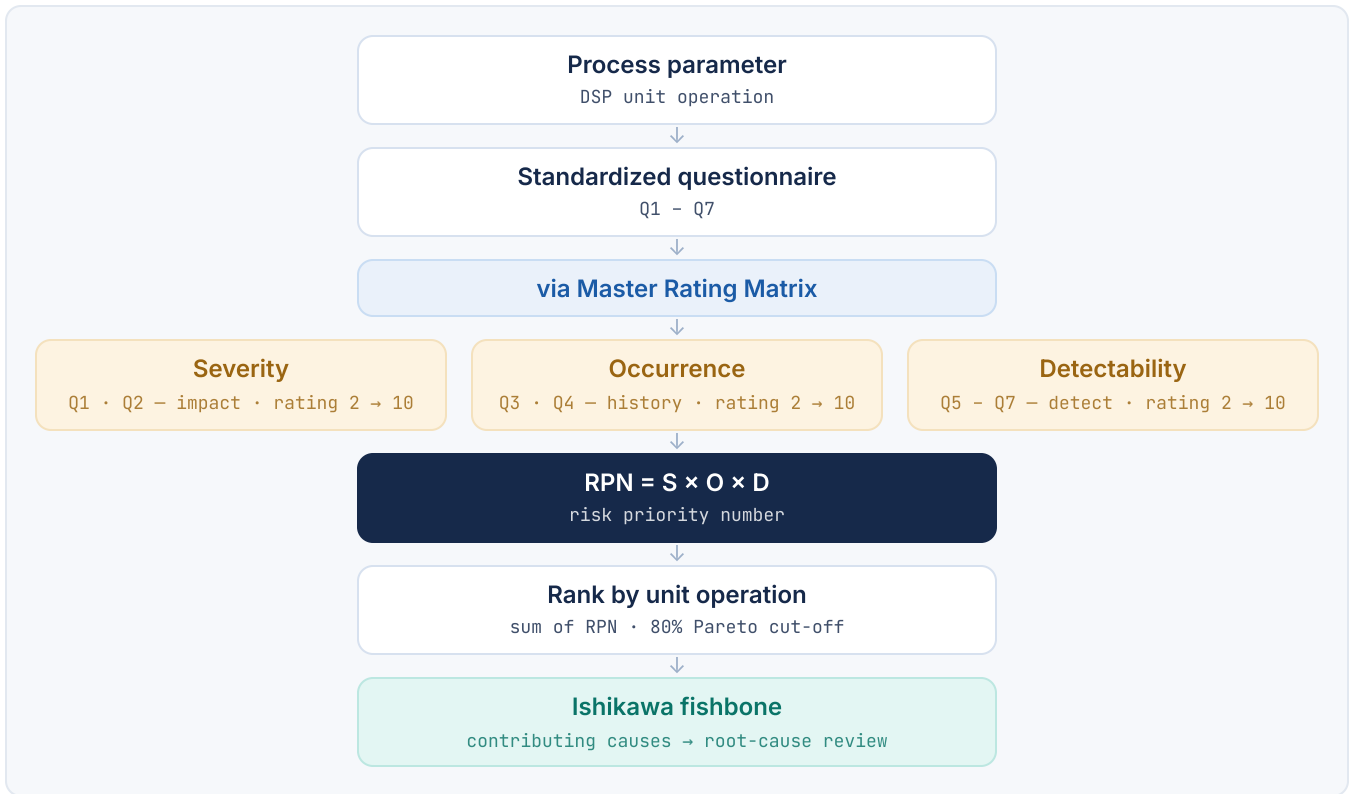 Process parameter
DSP unit operation
Standardized questionnaire
Q1 – Q7
via Master Rating Matrix
Severity
Q1 · Q2 — impact · rating 2 → 10
Occurrence
Q3 · Q4 — history · rating 2 → 10
Detectability
Q5 – Q7 — detect · rating 2 → 10
RPN = S × O × D
risk priority number
Rank by unit operation
sum of RPN · 80% Pareto cut-off
Ishikawa fishbone
contributing causes → root-cause review